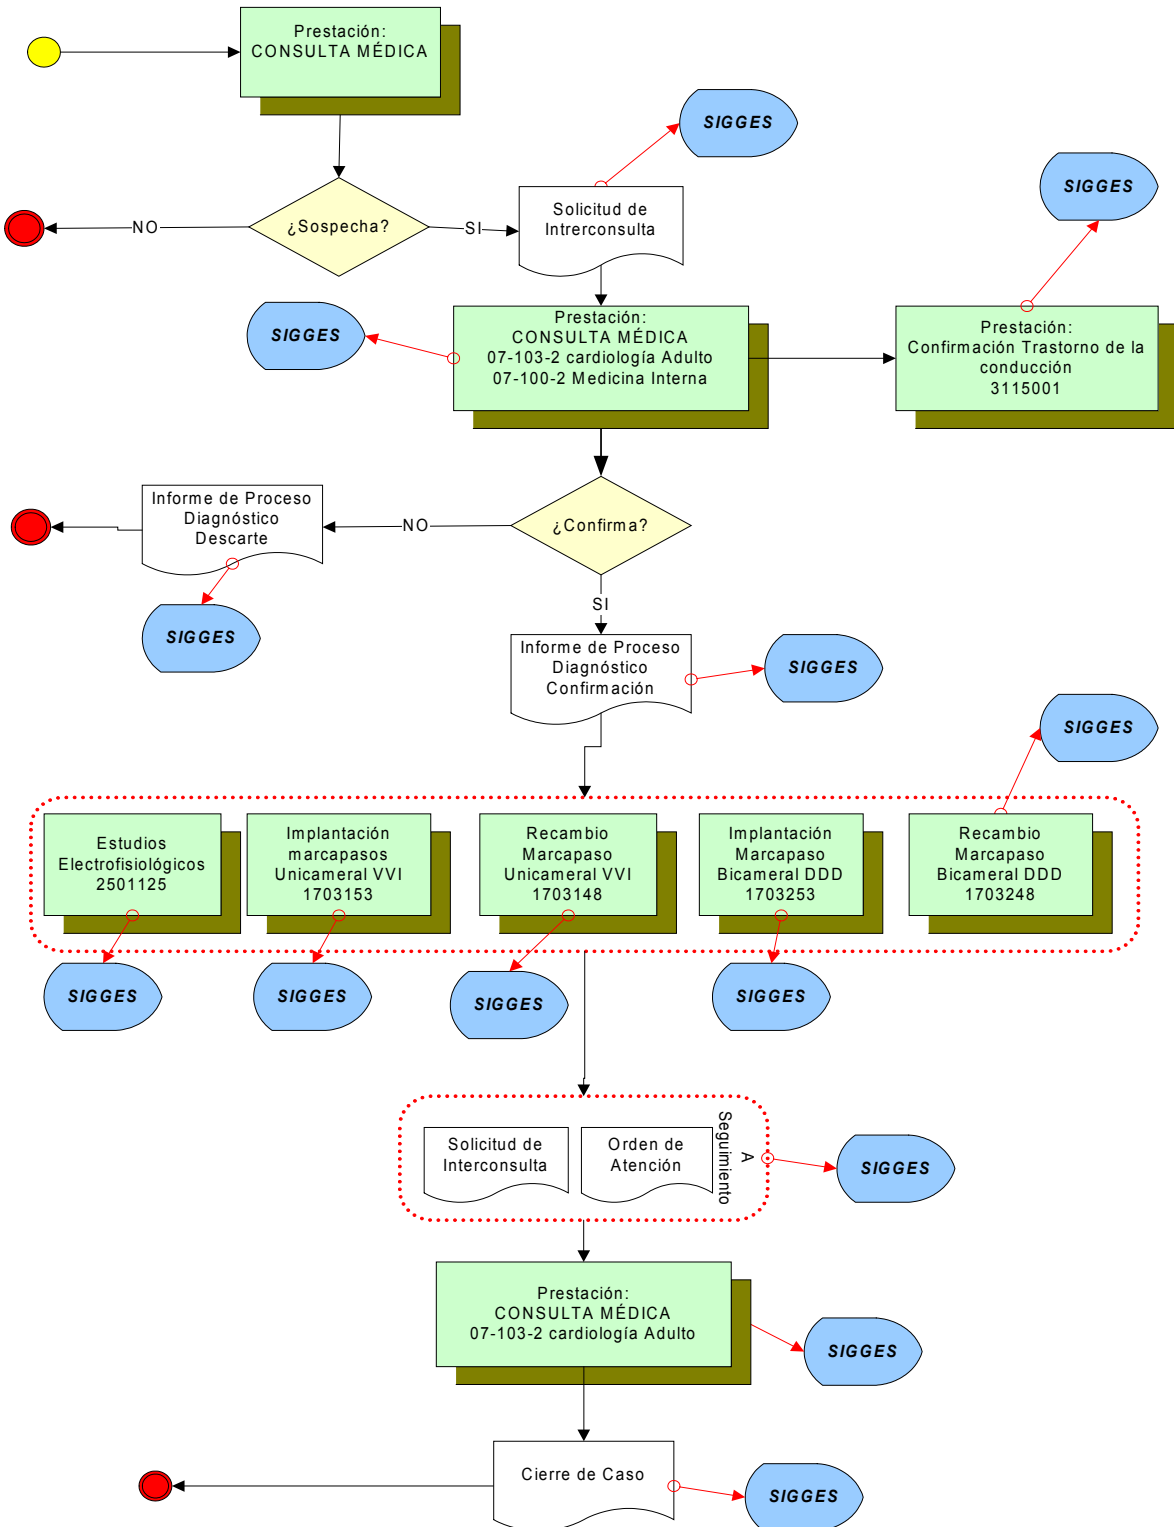 Prestación:
CONSULTA MÉDICA
SIGGES
¿Sospecha?
NO
SI
Solicitud de
Intrerconsulta
SIGGES
SIGGES
Prestación:
CONSULTA MÉDICA
07-103-2 cardiología Adulto
07-100-2 Medicina Interna
Prestación:
Confirmación Trastorno de la
conducción
3115001
¿Confirma?
NO
Informe de Proceso
Diagnóstico
Descarte
SIGGES
SI
Informe de Proceso
Diagnóstico
Confirmación
SIGGES
SIGGES
Estudios
Electrofisiológicos
2501125
Implantación
marcapasos
Unicameral VVI
1703153
Recambio
Marcapaso
Unicameral VVI
1703148
Implantación
Marcapaso
Bicameral DDD
1703253
Recambio
Marcapaso
Bicameral DDD
1703248
SIGGES
SIGGES
SIGGES
SIGGES
Solicitud de
Interconsulta
Orden de
Atención
Seguimiento
A
SIGGES
Prestación:
CONSULTA MÉDICA
07-103-2 cardiología Adulto
SIGGES
Cierre de Caso
SIGGES